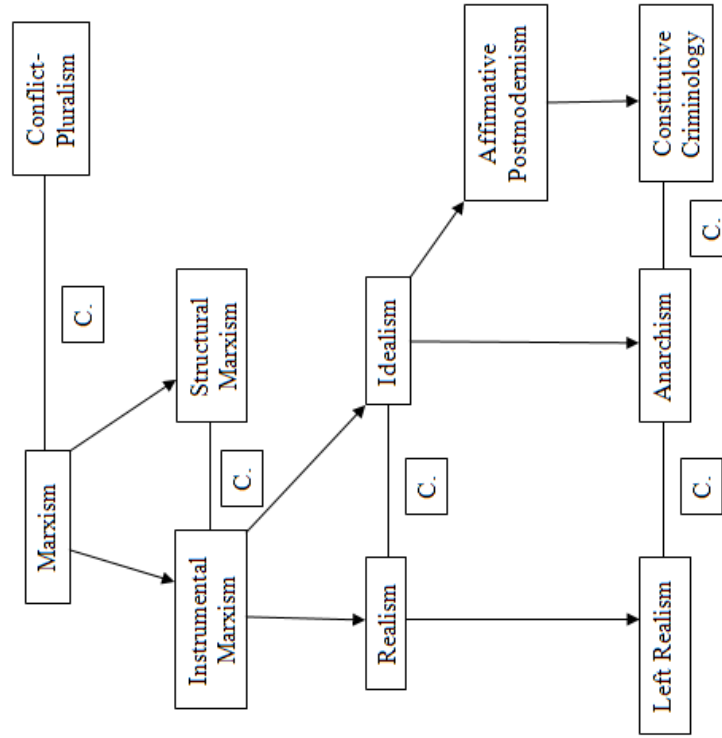 Marxism
C.
Conflict-
Pluralism
Instrumental
Marxism
C.
Structural
Marxism
Realism
C.
Idealism
Affirmative
Postmodernism
Left Realism
C.
Anarchism
C.
Constitutive
Criminology